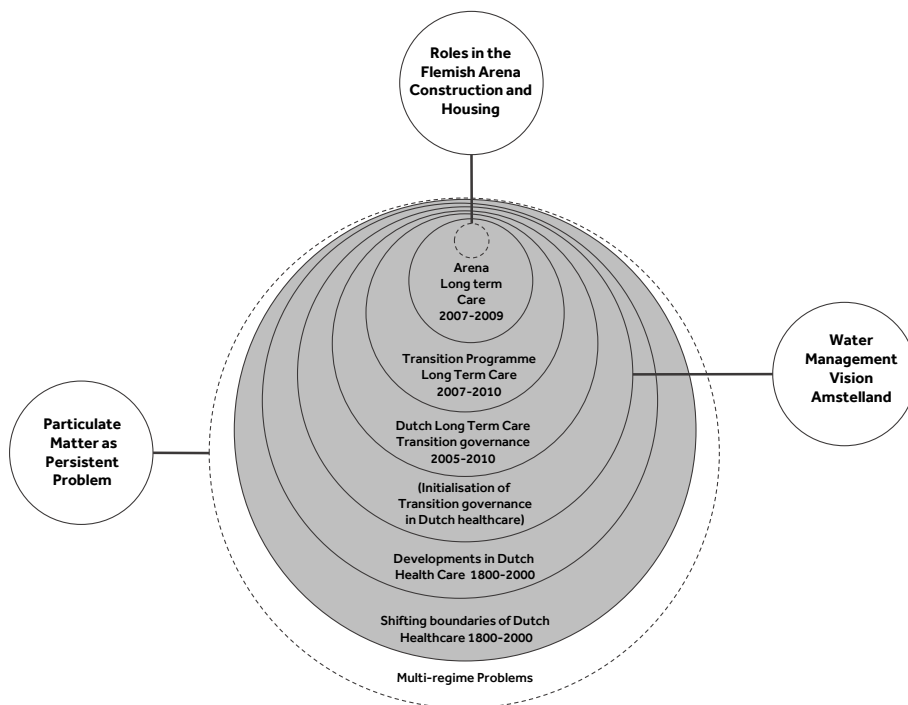 Roles in the
Flemish Arena
Construction and
Housing
Arena
Long term
Care
2007-2009
Transition Programme
Long Term Care
2007-2010
Water
Management
Vision
Amstelland
Particulate
Matter as
Persistent
Problem
Dutch Long Term Care
Transition governance
2005-2010
(Initialisation of
Transition governance
in Dutch healthcare)
Developments in Dutch
Health Care 1800-2000
Shifting boundaries of Dutch
Healthcare 1800-2000
Multi-regime Problems